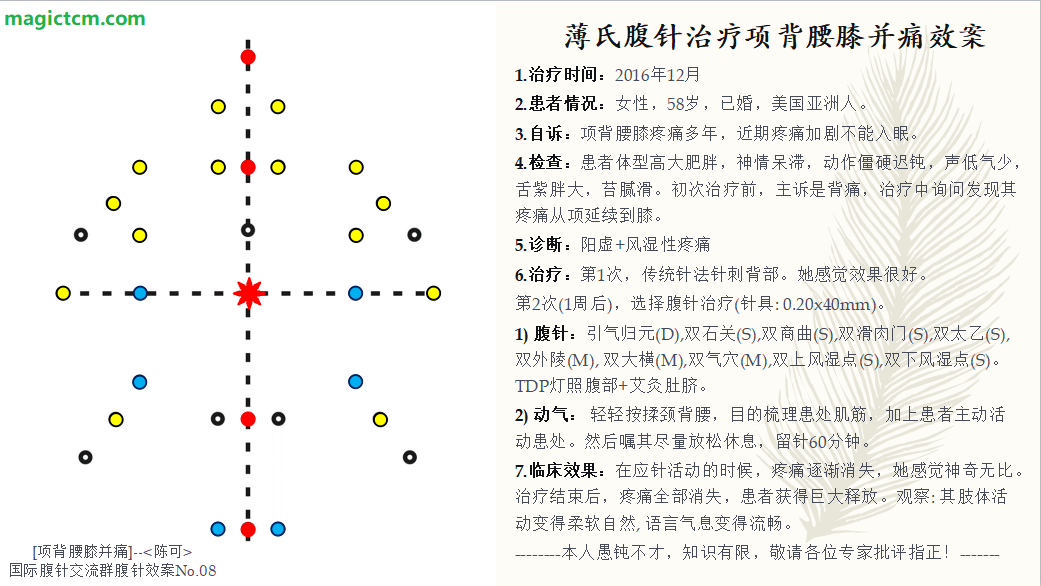 magictcm.com
薄氏腹针治疗项背腰膝并痛效案
1.治疗时间：2016年12月
2.患者情况：女性，58岁，已婚，美国亚洲人。
3.自诉：项背腰膝疼痛多年，近期疼痛加剧不能入眠。
4.检查：患者体型高大肥胖，神情呆滞，动作僵硬迟钝，声低气少，
舌紫胖大，苔腻滑。初次治疗前，主诉是背痛，治疗中询问发现其
疼痛从项延续到膝。
5.诊断：阳虚+风湿性疼痛
6.治疗：第1次，传统针法针刺背部。她感觉效果很好。
第2次(1周后)，选择腹针治疗(针具: 0.20x40mm)。
1) 腹针：引气归元(D),双石关(S),双商曲(S),双滑肉门(S),双太乙(S),
双外陵(M), 双大横(M),双气穴(M),双上风湿点(S),双下风湿点(S)。
TDP灯照腹部+艾灸肚脐。
2) 动气： 轻轻按揉颈背腰，目的梳理患处肌筋，加上患者主动活
动患处。然后嘱其尽量放松休息，留针60分钟。
7.临床效果：在应针活动的时候，疼痛逐渐消失，她感觉神奇无比。
治疗结束后，疼痛全部消失，患者获得巨大释放。观察: 其肢体活
动变得柔软自然, 语言气息变得流畅。
--------本人愚钝不才，知识有限，敬请各位专家批评指正！-------
[项背腰膝并痛]--<陈可>
国际腹针交流群腹针效案No.08